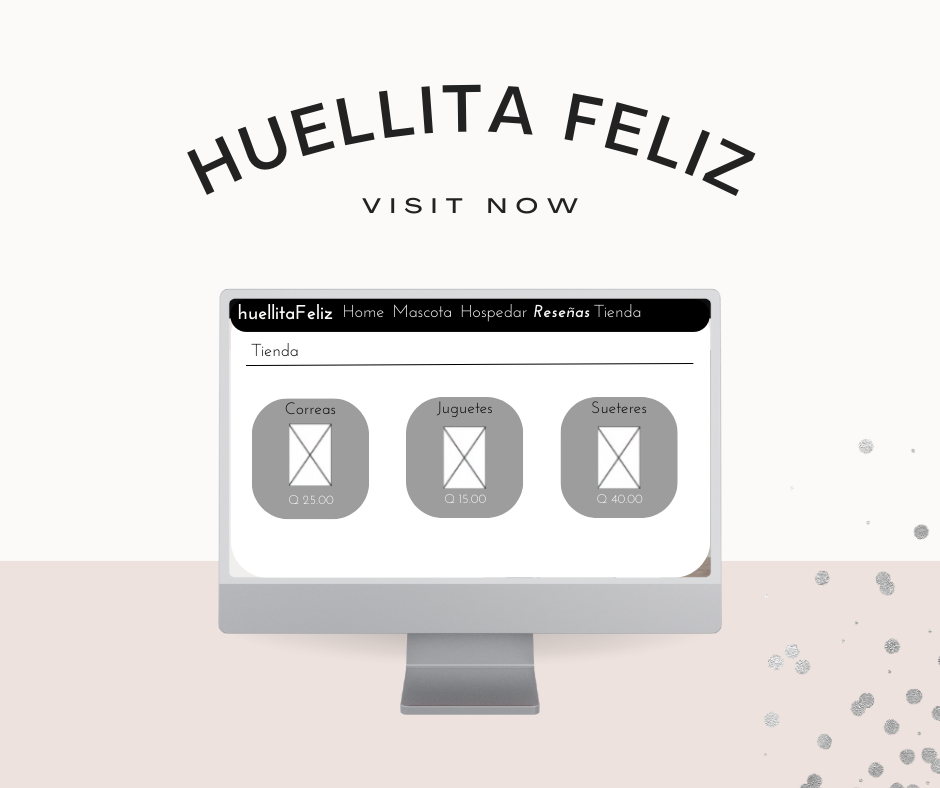 HUELLITA FELIZ
VISIT NOW
huellitaFeliz Home Mascota Hospedar Reseñas Tienda
Tienda
Correas Juguetes Sueteres
Q 25.00 Q 15.00 Q 40.00